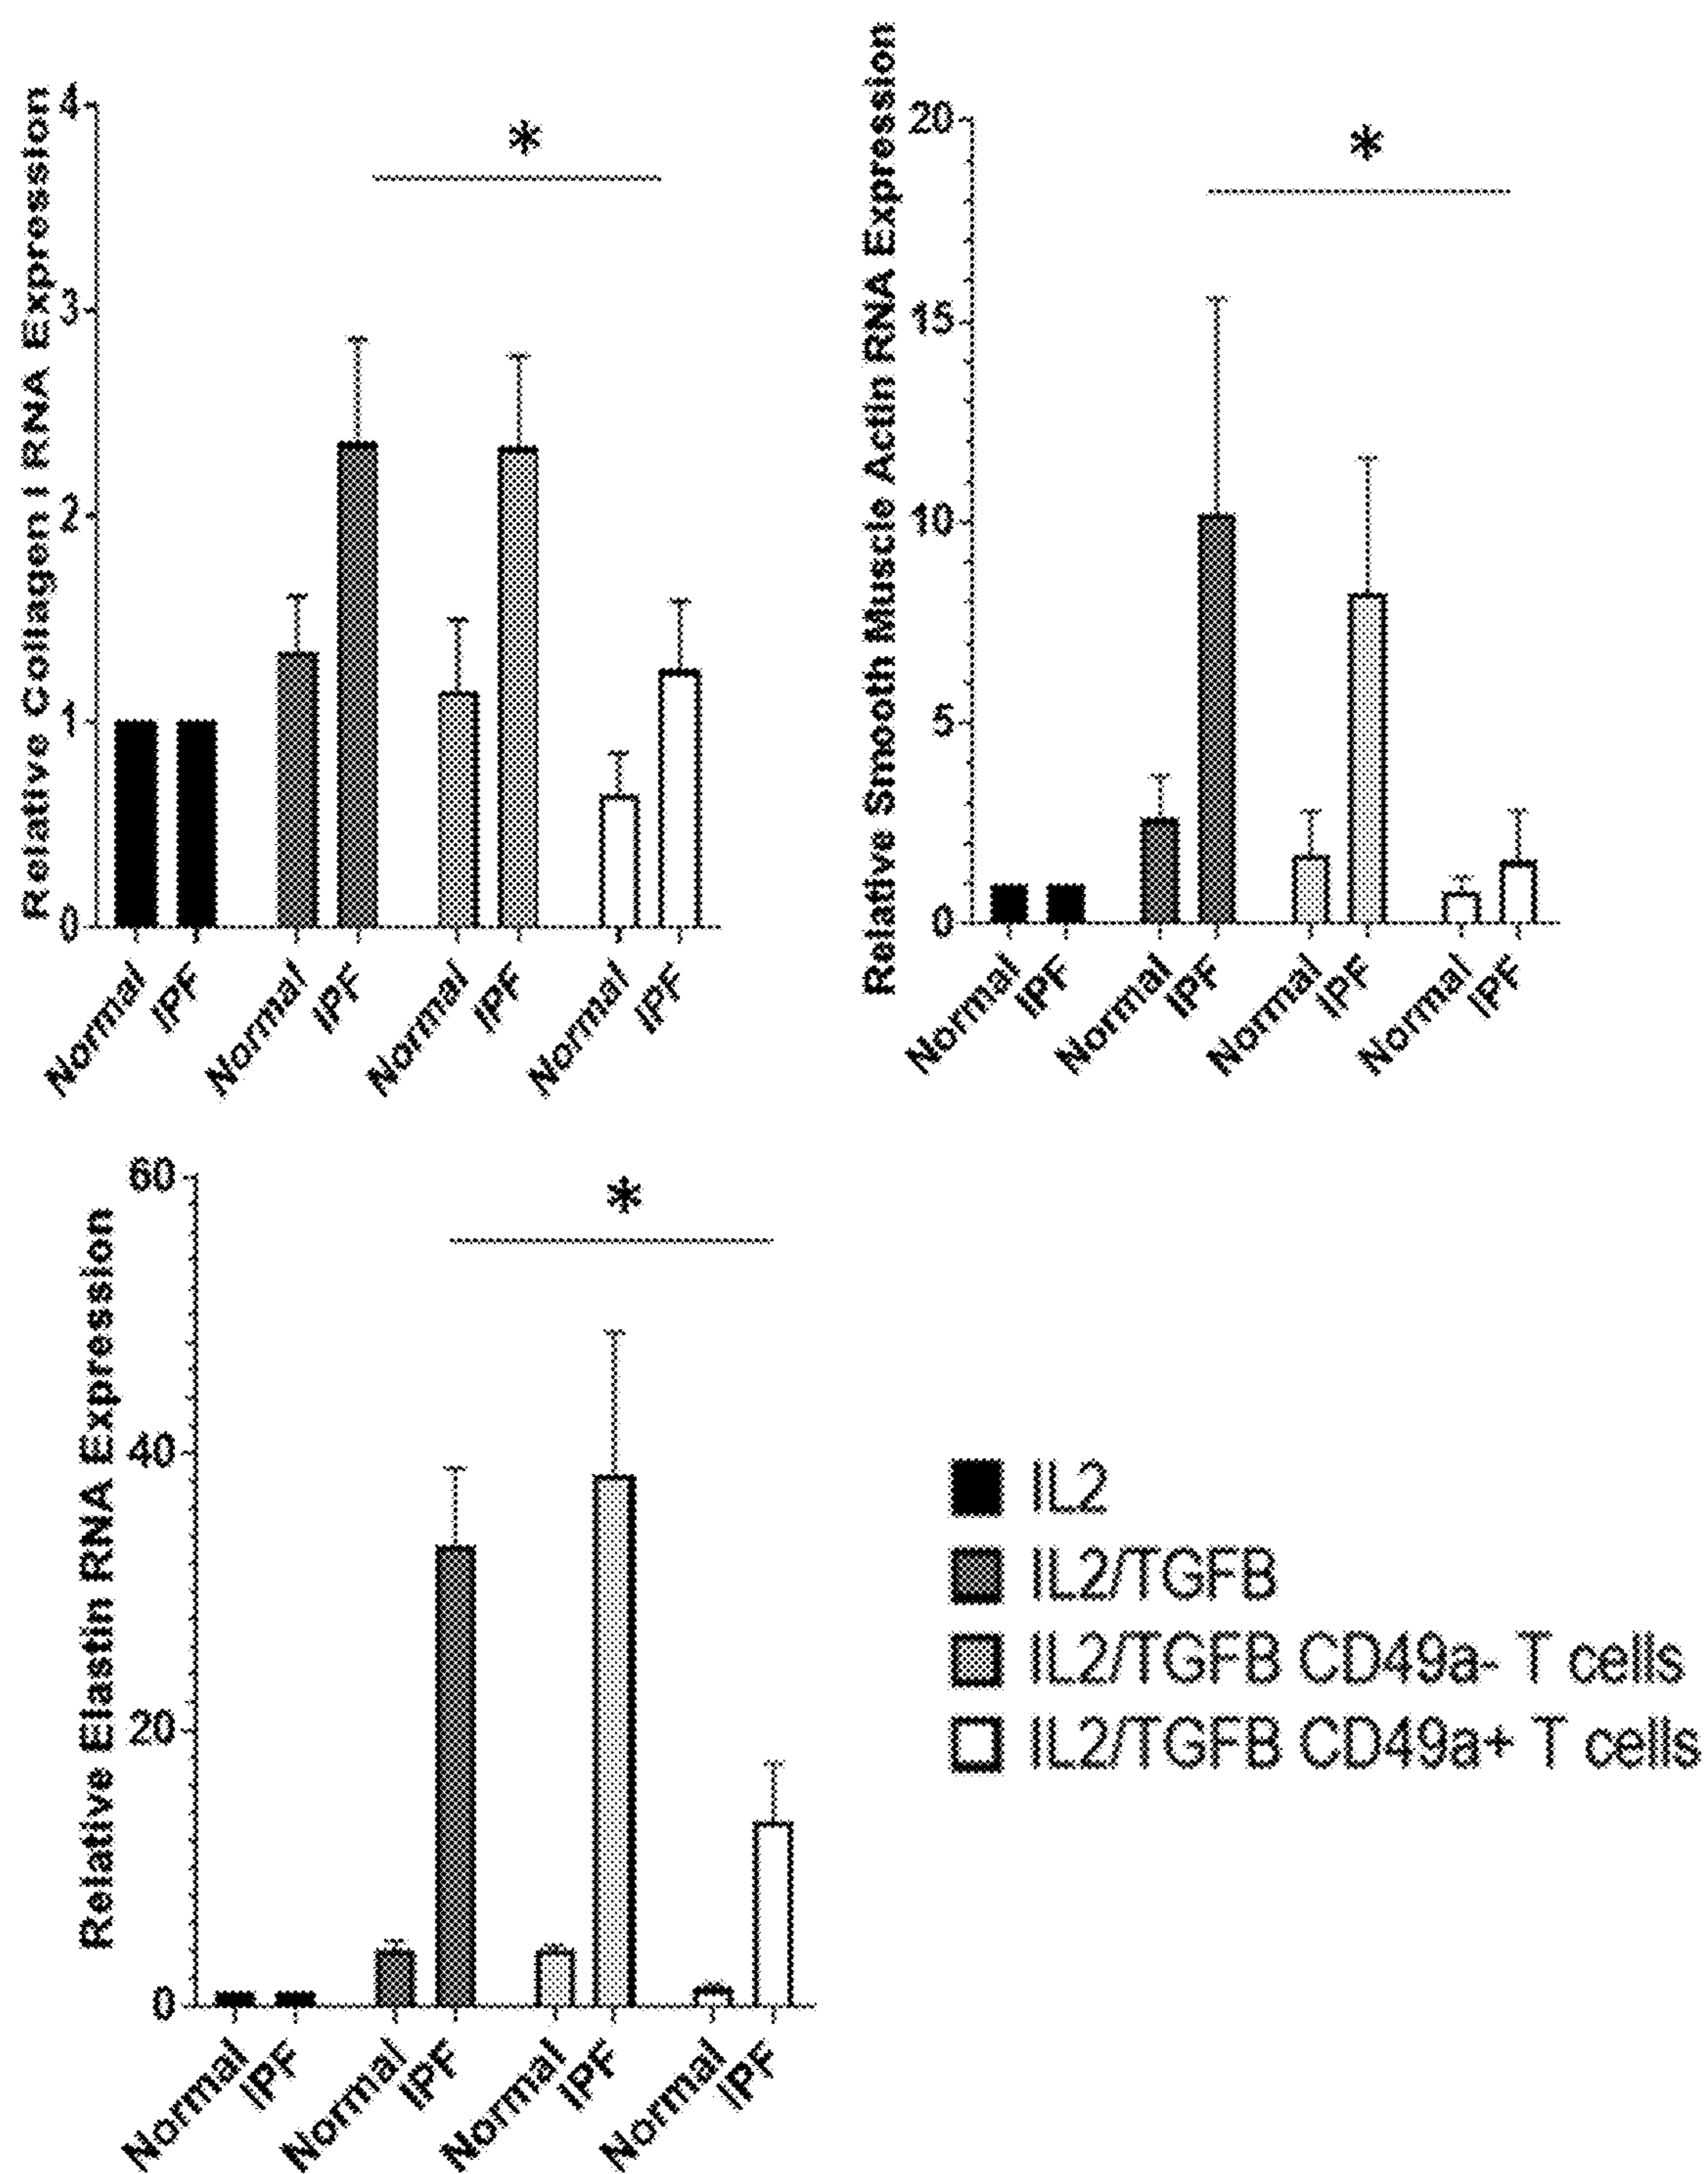 Relative Collagen I RNA Expression
4
3
2
1
0
*
Normal
IPF
Normal
IPF
Normal
IPF
Normal
IPF
Relative Smooth Muscle Actin RNA Expression
20
15
10
5
0
*
Normal
IPF
Normal
IPF
Normal
IPF
Normal
IPF
Relative Elastin RNA Expression
60
40
20
0
*
Normal
IPF
Normal
IPF
Normal
IPF
Normal
IPF
IL2
IL2/TGFB
IL2/TGFB CD49a- T cells
IL2/TGFB CD49a+ T cells